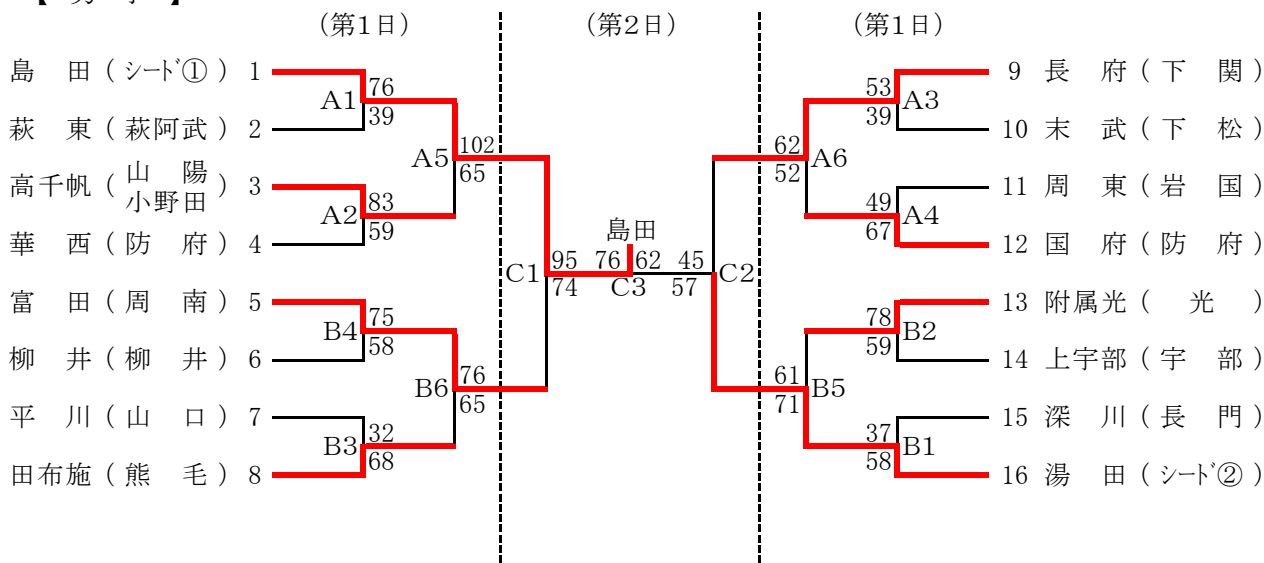 (第1日) (第2日) (第1日)
島 田 ( シード① ) 1
76
A1
39
萩 東 ( 萩阿武 ) 2
102
A5
65
高千帆 ( 山 陽 小野田 ) 3
83
A2
59
華 西 ( 防 府 ) 4
富 田 ( 周 南 ) 5
75
B4
58
柳 井 ( 柳 井 ) 6
76
B6
65
平 川 ( 山 口 ) 7
32
B3
68
田布施 ( 熊 毛 ) 8
島田
C1 95 76 62 45 C2
74 C3 57
9 長 府 ( 下 関 )
53
A3
39
10 末 武 ( 下 松 )
62
A6
52
11 周 東 ( 岩 国 )
49
A4
67
12 国 府 ( 防 府 )
13 附属光 ( 光 )
78
B2
59
14 上宇部 ( 宇 部 )
61
B5
71
15 深 川 ( 長 門 )
37
B1
58
16 湯 田 ( シード② )